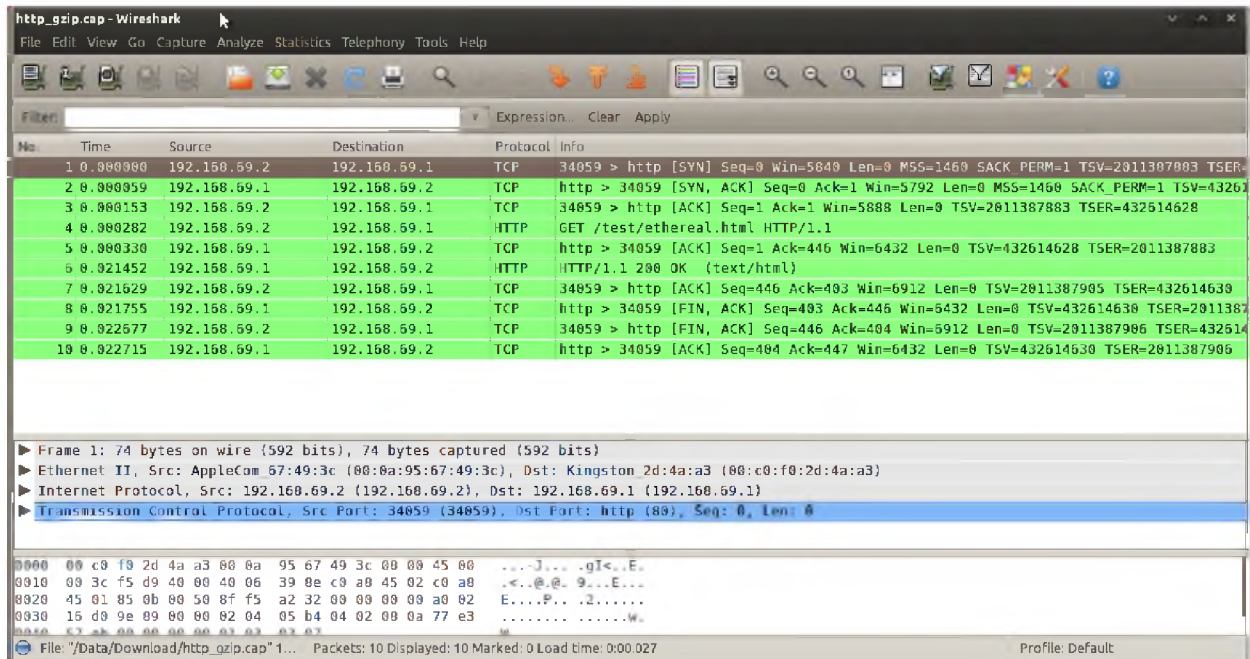 http_gzip.cap - Wireshark
File Edit View Go Capture Analyze Statistics Telephony Tools Help
Filter: Expression... Clear Apply
No. Time Source Destination Protocol Info
1 0.000000 192.168.69.2 192.168.69.1 TCP 34059 > http [SYN] Seq=0 Win=5840 Len=0 MSS=1460 SACK_PERM=1 TSV=2011387883 TSER=
2 0.000059 192.168.69.1 192.168.69.2 TCP http > 34059 [SYN, ACK] Seq=0 Ack=1 Win=5792 Len=0 MSS=1460 SACK_PERM=1 TSV=43261
3 0.000153 192.168.69.2 192.168.69.1 TCP 34059 > http [ACK] Seq=1 Ack=1 Win=5888 Len=0 TSV=2011387883 TSER=432614628
4 0.000282 192.168.69.2 192.168.69.1 HTTP GET /test/ethereal.html HTTP/1.1
5 0.000330 192.168.69.1 192.168.69.2 TCP http > 34059 [ACK] Seq=1 Ack=446 Win=6432 Len=0 TSV=432614628 TSER=2011387883
6 0.021452 192.168.69.1 192.168.69.2 HTTP HTTP/1.1 200 OK (text/html)
7 0.021629 192.168.69.2 192.168.69.1 TCP 34059 > http [ACK] Seq=446 Ack=403 Win=6912 Len=0 TSV=2011387905 TSER=432614630
8 0.021755 192.168.69.1 192.168.69.2 TCP http > 34059 [FIN, ACK] Seq=403 Ack=446 Win=6432 Len=0 TSV=432614630 TSER=2011387
9 0.022677 192.168.69.2 192.168.69.1 TCP 34059 > http [FIN, ACK] Seq=446 Ack=404 Win=6912 Len=0 TSV=2011387906 TSER=432614
10 0.022715 192.168.69.1 192.168.69.2 TCP http > 34059 [ACK] Seq=404 Ack=447 Win=6432 Len=0 TSV=432614630 TSER=2011387906
Frame 1: 74 bytes on wire (592 bits), 74 bytes captured (592 bits)
Ethernet II, Src: AppleCom_67:49:3c (00:0a:95:67:49:3c), Dst: Kingston_2d:4a:a3 (00:c0:f0:2d:4a:a3)
Internet Protocol, Src: 192.168.69.2 (192.168.69.2), Dst: 192.168.69.1 (192.168.69.1)
Transmission Control Protocol, Src Port: 34059 (34059), Dst Port: http (80), Seq: 0, Len: 0
0000 00 c0 f0 2d 4a a3 00 0a 95 67 49 3c 08 00 45 00 ...-J... .gI<..E.
0010 00 3c f5 d9 40 00 40 06 39 8e c0 a8 45 02 c0 a8 .<..@.@. 9...E...
0020 45 01 85 0b 00 50 8f f5 a2 32 00 00 00 00 a0 02 E....P.. .2......
0030 16 d0 9e 89 00 00 02 04 05 b4 04 02 08 0a 77 e3 ........ ......w.
File: "/Data/Download/http_gzip.cap" 1... Packets: 10 Displayed: 10 Marked: 0 Load time: 0:00.027 Profile: Default